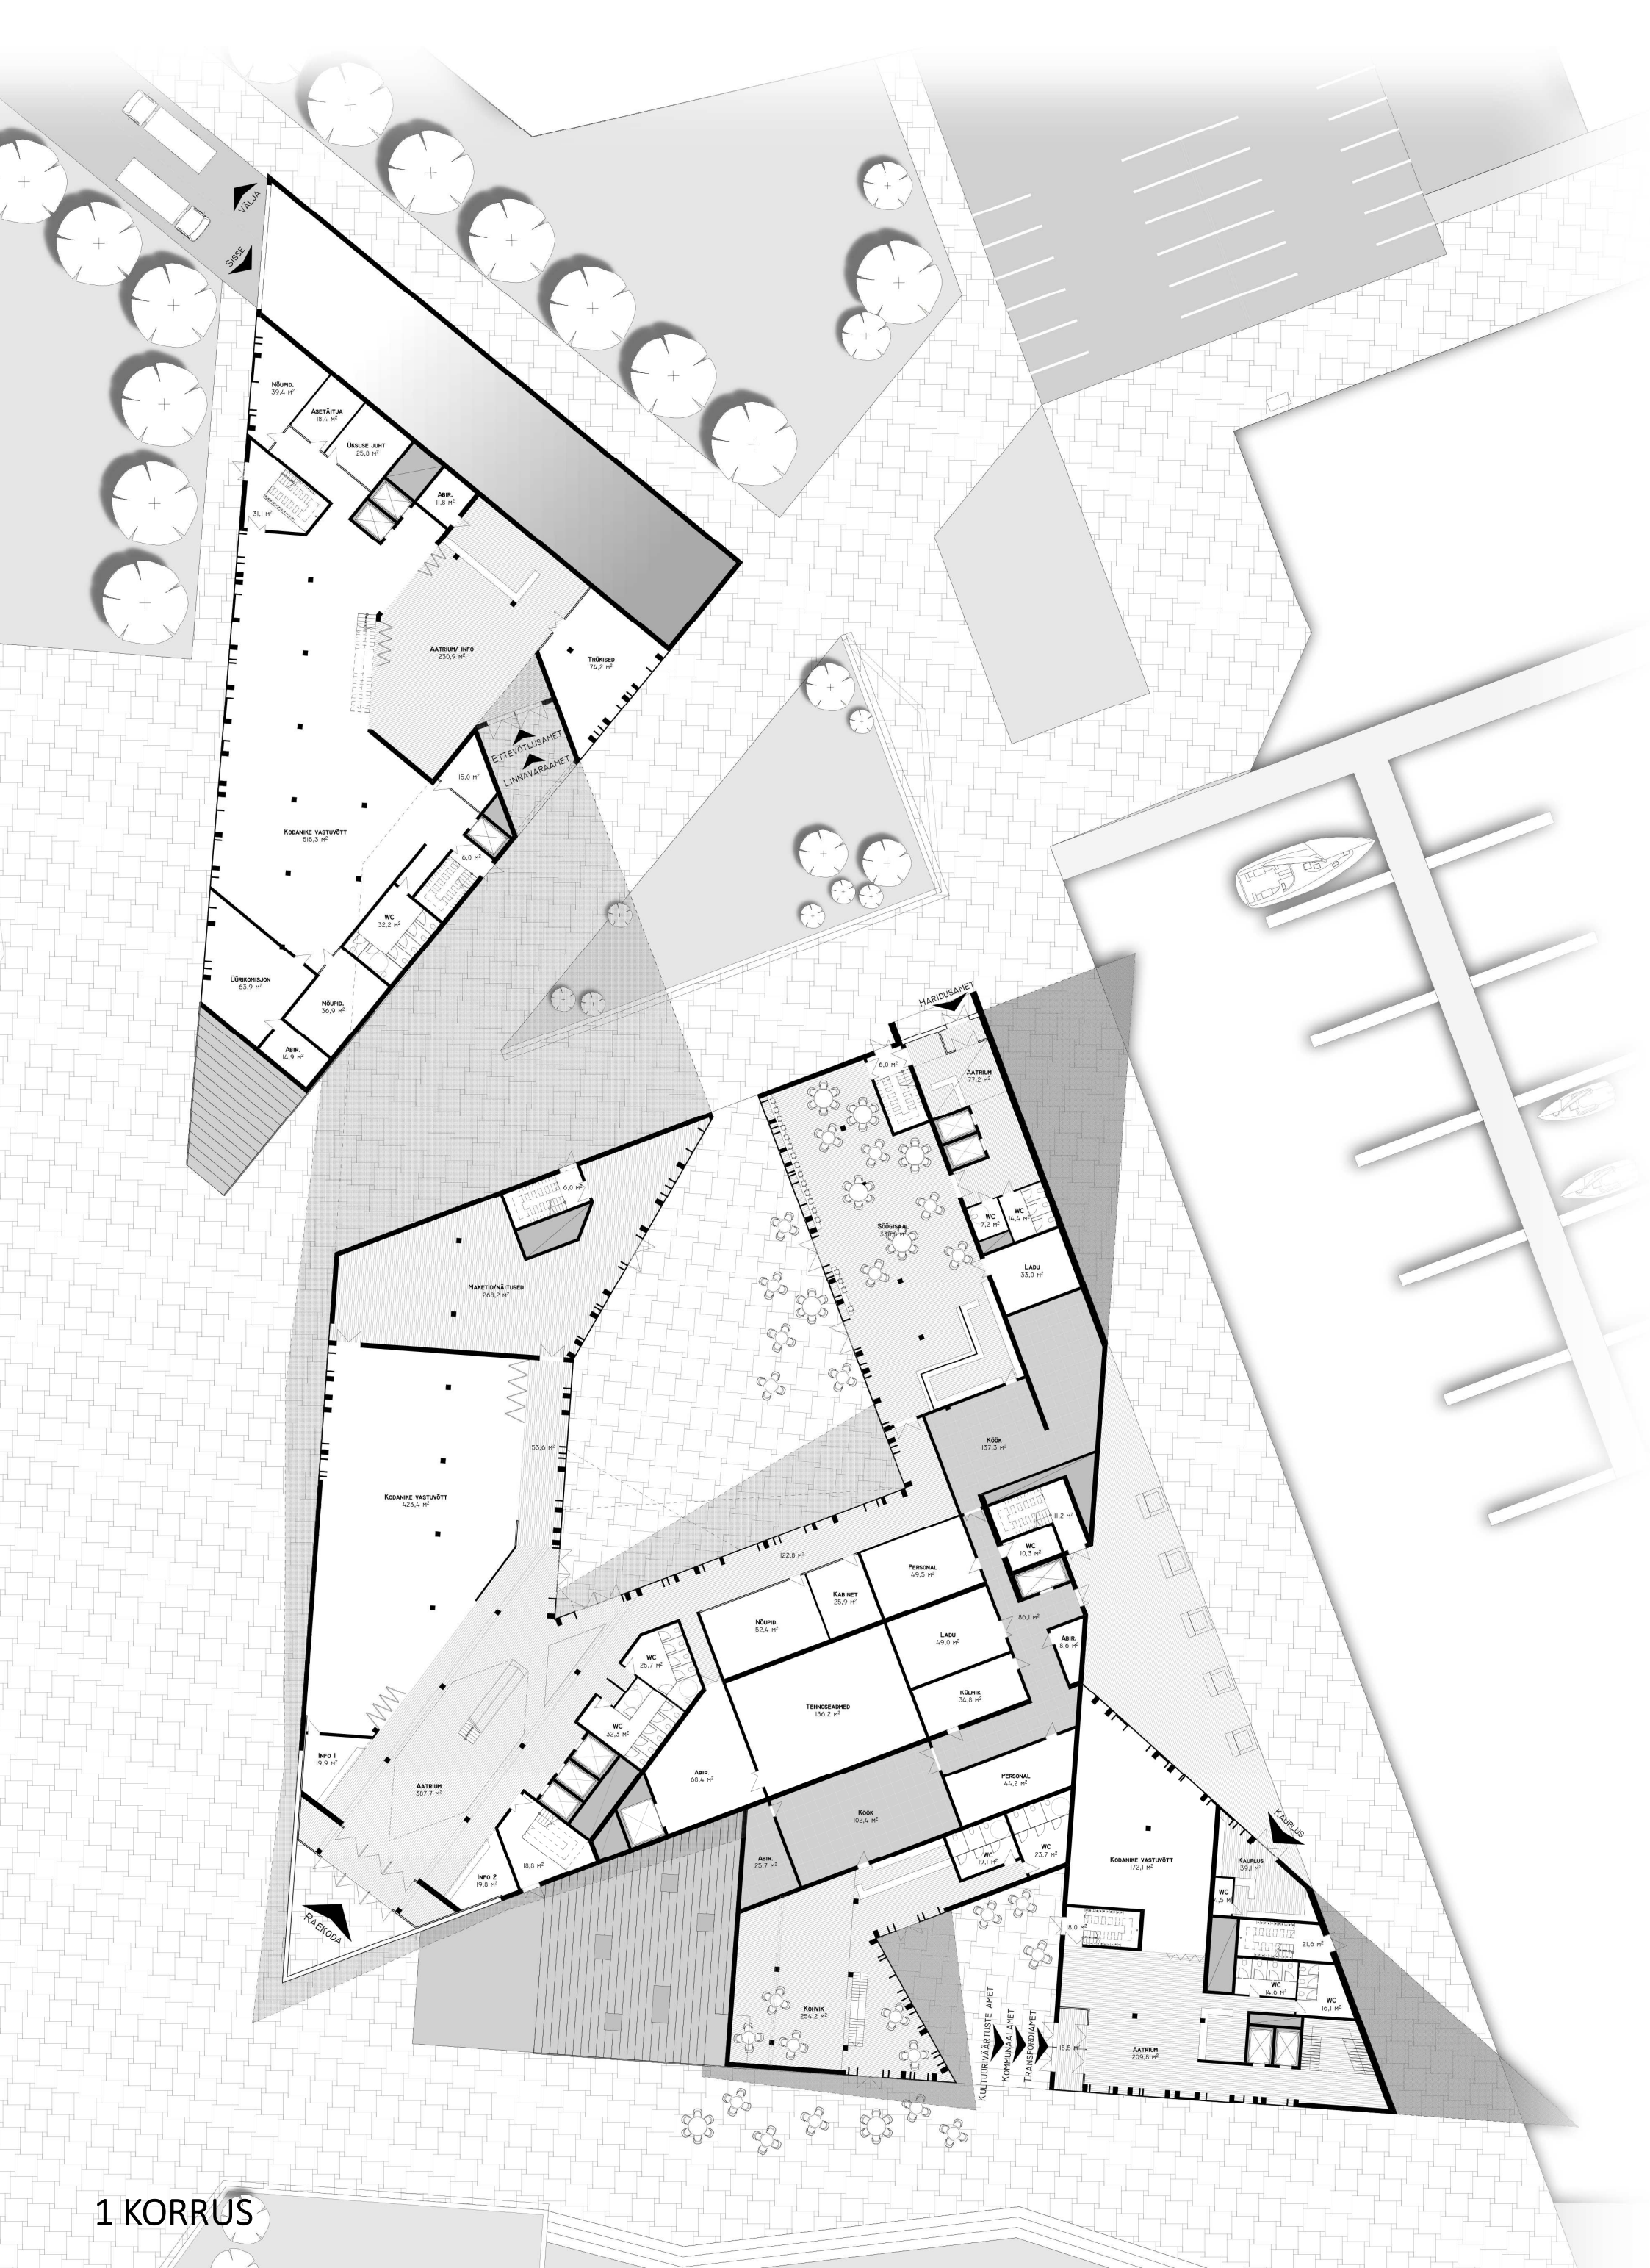 VÄLJA
SISSE
NÕUPID.
39,4 M²
ASETÄITJA
18,4 M²
ÜKSUSE JUHT
25,8 M²
ABIR.
11,8 M²
31,1 M²
AATRIUM/ INFO
230,9 M²
TRÜKISED
74,2 M²
ETTEVÕTLUSAMET
LINNAVARAAMET
15,0 M²
KODANIKE VASTUVÕTT
515,3 M²
6,0 M²
WC
32,2 M²
ÜÜRIKOMISJON
63,9 M²
NÕUPID.
36,9 M²
ABIR.
14,9 M²
HARIDUSAMET
6,0 M²
AATRIUM
77,2 M²
6,0 M²
WC
7,2 M²
WC
14,4 M²
SÖÖGISAAL
LADU
33,0 M²
MAKETID/NÄITUSED
268,2 M²
53,6 M²
KÖÖK
137,3 M²
KODANIKE VASTUVÕTT
423,4 M²
11,2 M²
WC
10,3 M²
122,8 M²
PERSONAL
49,5 M²
KABINET
25,9 M²
NÕUPID.
52,4 M²
86,1 M²
LADU
49,0 M²
ABIR.
8,6 M²
WC
25,7 M²
KÜLMIK
34,8 M²
TEHNOSEADMED
136,2 M²
WC
32,3 M²
INFO 1
19,9 M²
AATRIUM
387,7 M²
ABIR
68,4 M²
PERSONAL
44,2 M²
KÖÖK
102,4 M²
KAUPLUS
WC
23,7 M²
WC
19,1 M²
ABIR.
25,7 M²
KODANIKE VASTUVÕTT
172,1 M²
KAUPLUS
39,1 M²
18,8 M²
INFO 2
19,8 M²
WC
4,5 M²
RAEKODA
18,0 M²
21,6 M²
WC
14,6 M²
WC
16,1 M²
KOHVIK
254,2 M²
KULTUURIVÄÄRTUSTE AMET
KOMMUNAALAMET
TRANSPORDIAMET
15,5 M²
AATRIUM
209,8 M²
1 KORRUS